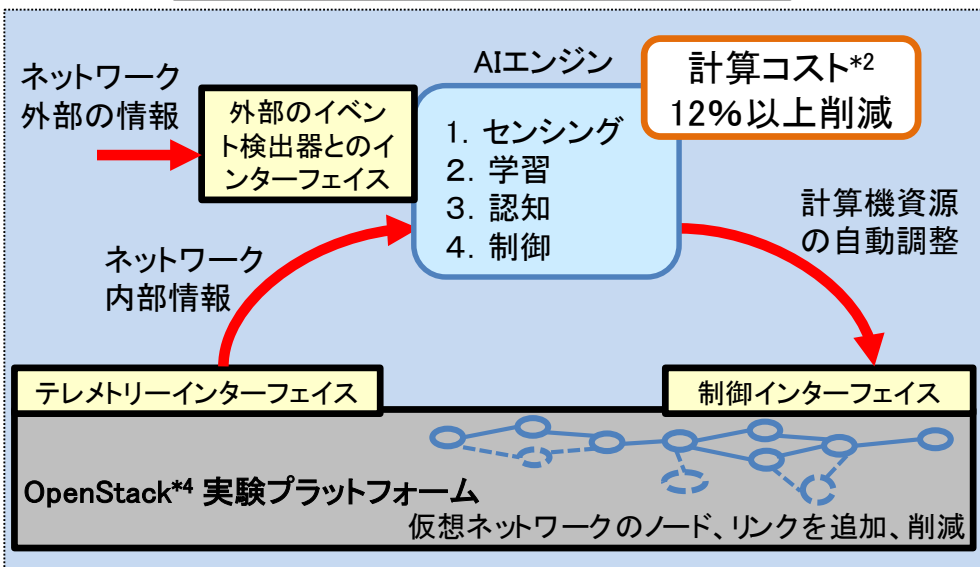 ネットワーク
外部の情報
外部のイベン
ト検出器とのイ
ンターフェイス
AIエンジン
1. センシング
2. 学習
3. 認知
4. 制御
計算コスト*2
12%以上削減
ネットワーク
内部情報
計算機資源
の自動調整
テレメトリーインターフェイス
制御インターフェイス
OpenStack*4 実験プラットフォーム
仮想ネットワークのノード、リンクを追加、削減